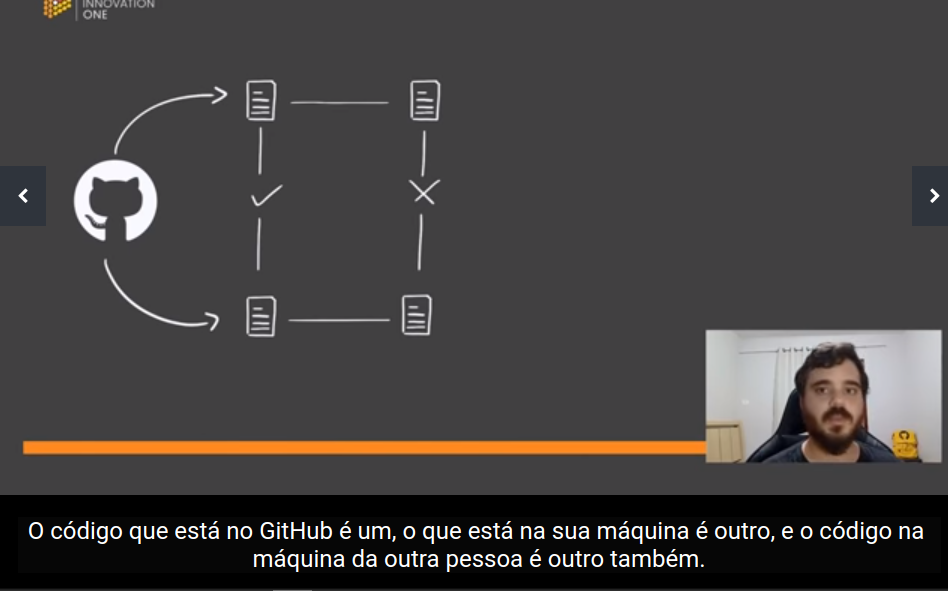 INNOVATION
ONE
O código que está no GitHub é um, o que está na sua máquina é outro, e o código na
máquina da outra pessoa é outro também.